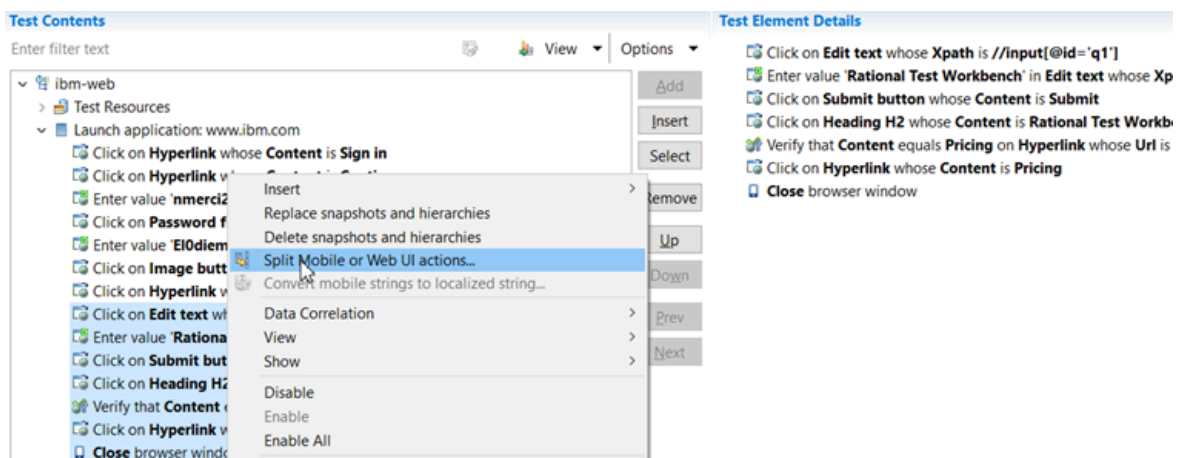 Test Contents
Enter filter text
View
Options
ibm-web
Test Resources
Launch application: www.ibm.com
Click on Hyperlink whose Content is Sign in
Click on Hyperlink
Enter value 'nmerci2
Click on Password f
Enter value 'El0diem
Click on Image butt
Click on Hyperlink w
Click on Edit text wh
Enter value 'Rationa
Click on Submit but
Click on Heading H2
Verify that Content e
Click on Hyperlink w
Close browser windo
Add
Insert
Select
Remove
Up
Down
Prev
Next
Insert
Replace snapshots and hierarchies
Delete snapshots and hierarchies
Split Mobile or Web UI actions...
Convert mobile strings to localized string...
Data Correlation
View
Show
Disable
Enable
Enable All
Test Element Details
Click on Edit text whose Xpath is //input[@id='q1']
Enter value 'Rational Test Workbench' in Edit text whose Xp
Click on Submit button whose Content is Submit
Click on Heading H2 whose Content is Rational Test Workb
Verify that Content equals Pricing on Hyperlink whose Url is
Click on Hyperlink whose Content is Pricing
Close browser window